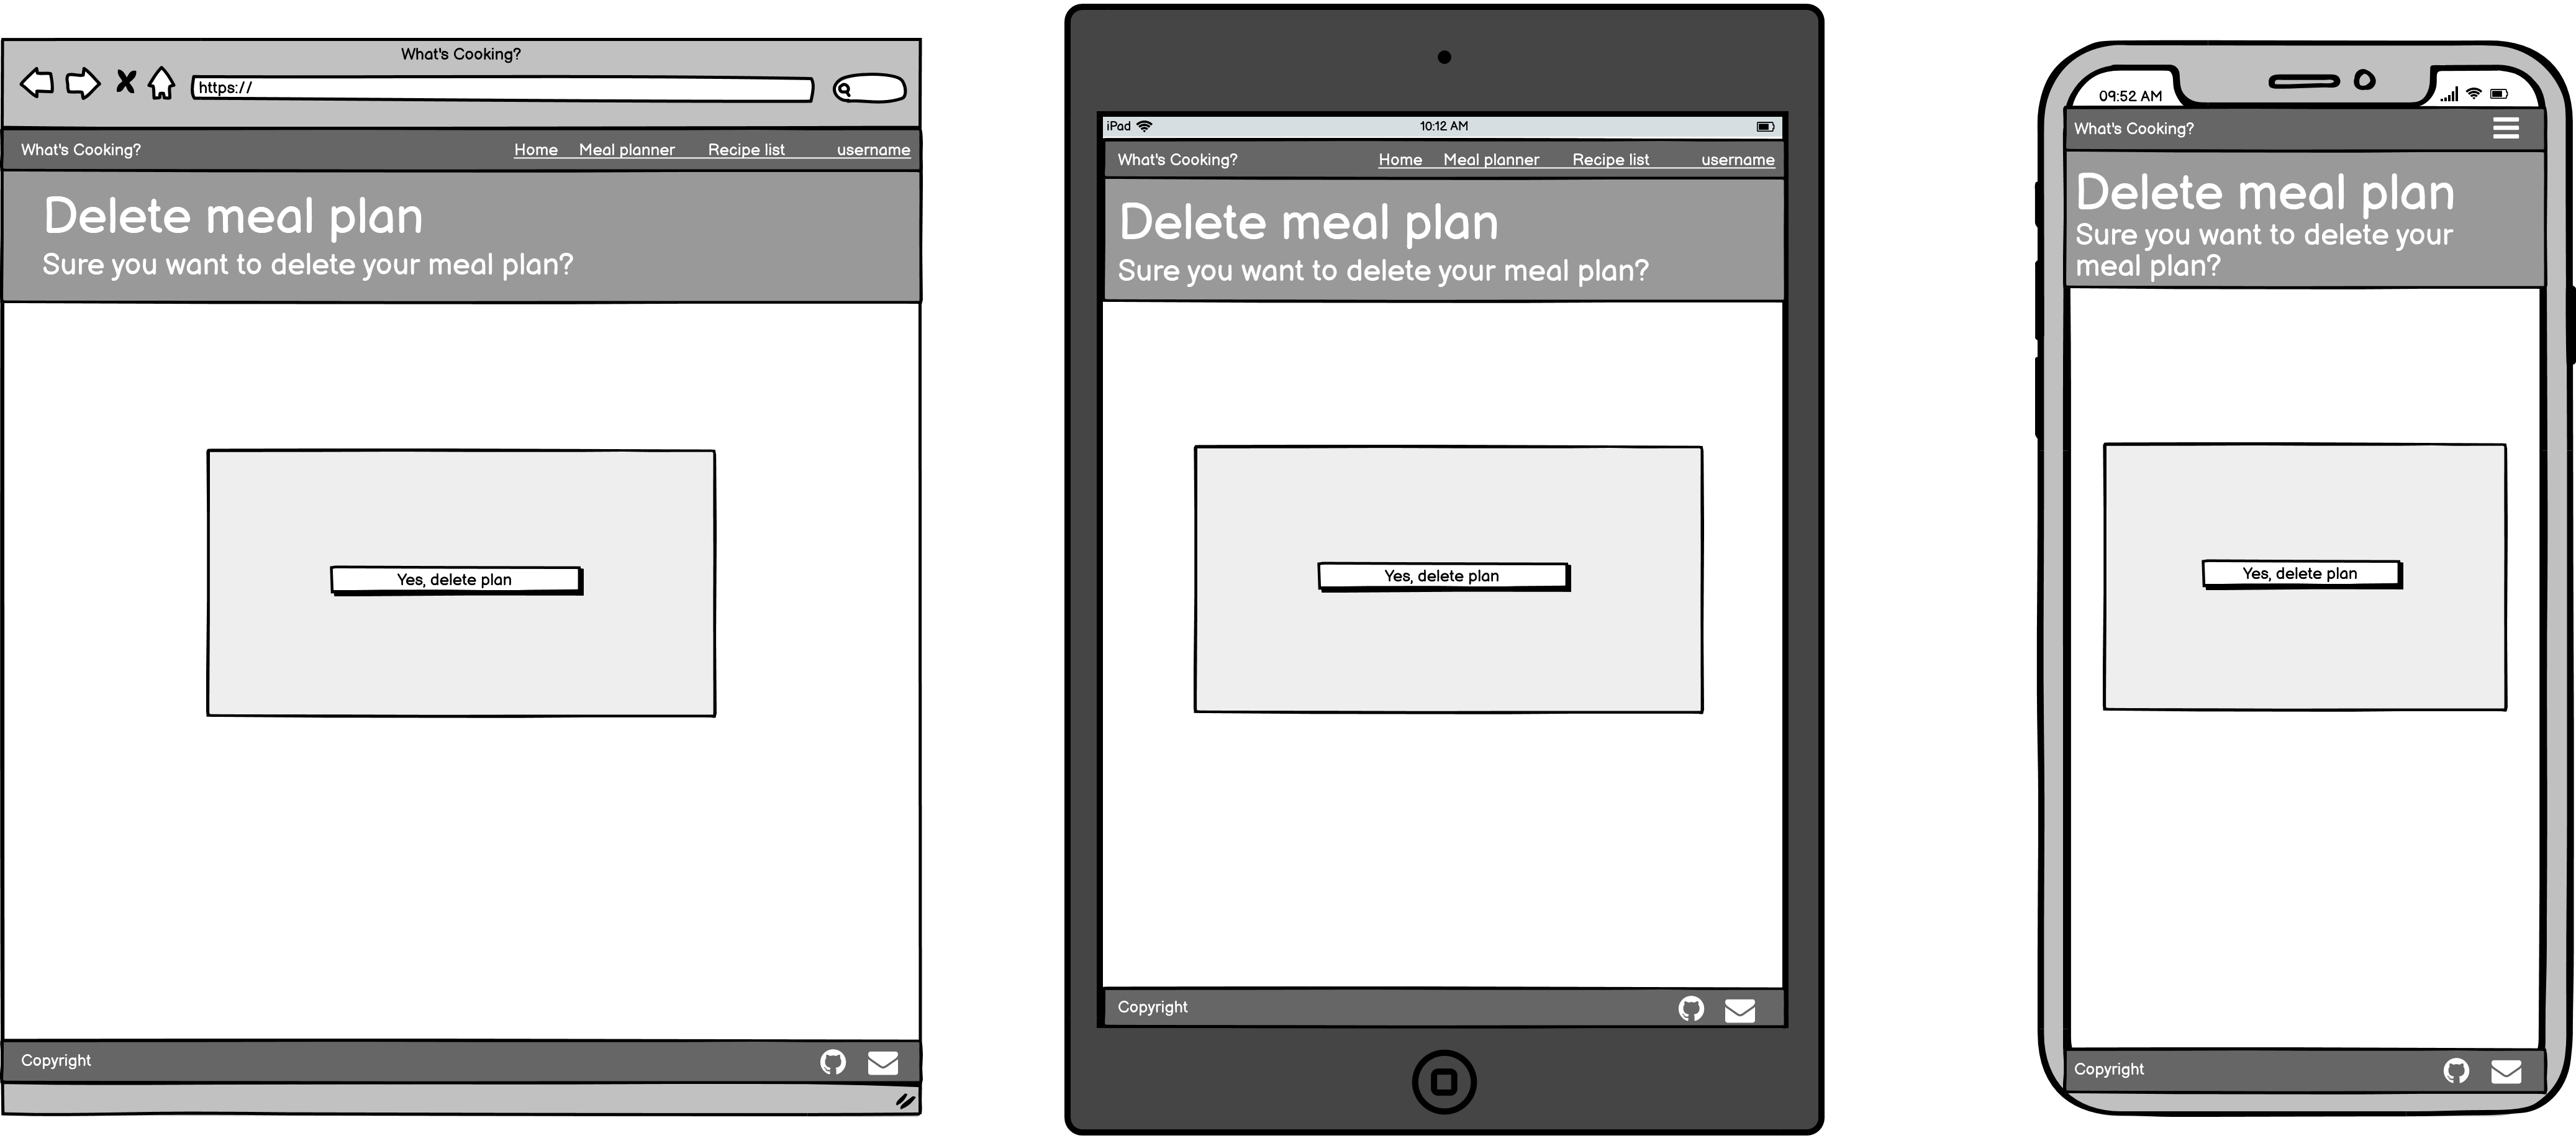 What's Cooking?
https://
What's Cooking? Home Meal planner Recipe list username
Delete meal plan
Sure you want to delete your meal plan?
Yes, delete plan
Copyright
iPad 10:12 AM
What's Cooking? Home Meal planner Recipe list username
Delete meal plan
Sure you want to delete your meal plan?
Yes, delete plan
Copyright
09:52 AM
What's Cooking?
Delete meal plan
Sure you want to delete your
meal plan?
Yes, delete plan
Copyright